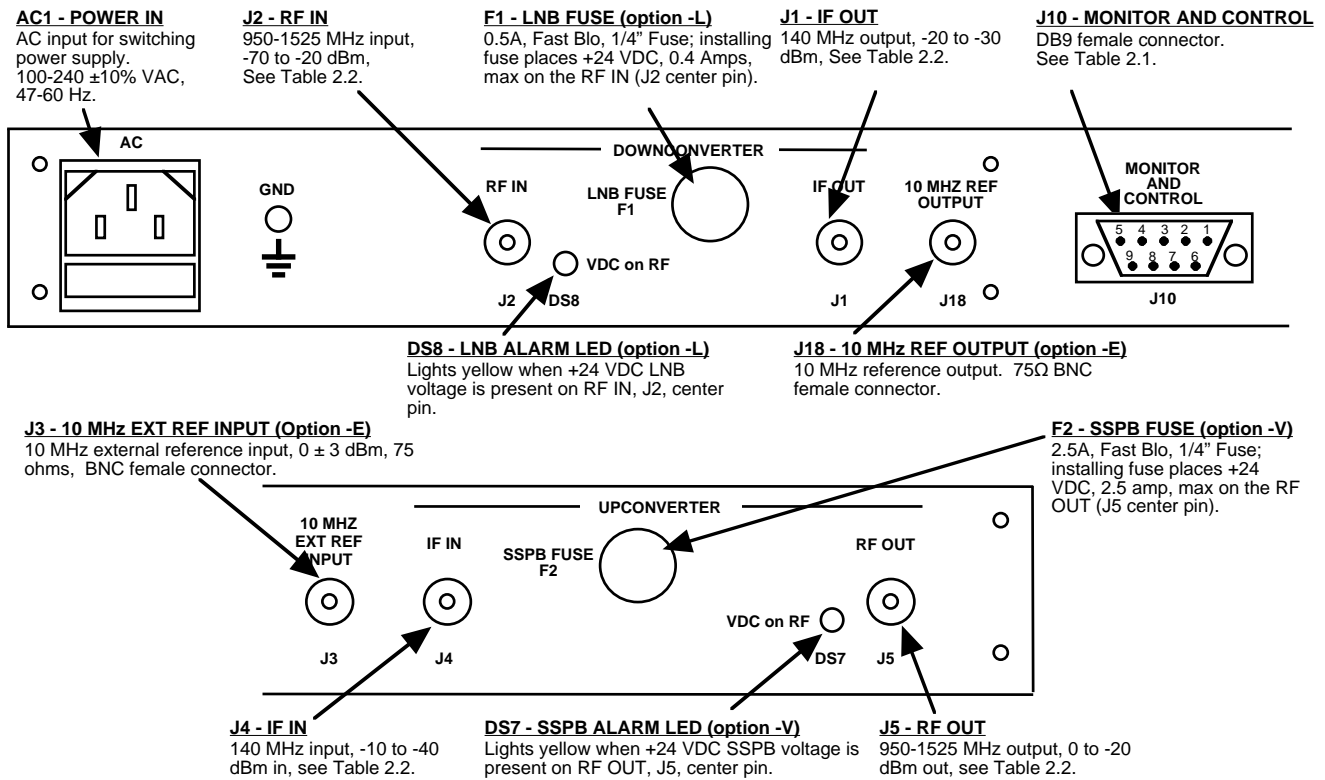 AC1 - POWER IN
AC input for switching
power supply.
100-240 ±10% VAC,
47-60 Hz.
J2 - RF IN
950-1525 MHz input,
-70 to -20 dBm,
See Table 2.2.
F1 - LNB FUSE (option -L)
0.5A, Fast Blo, 1/4” Fuse; installing
fuse places +24 VDC, 0.4 Amps,
max on the RF IN (J2 center pin).
J1 - IF OUT
140 MHz output, -20 to -30
dBm, See Table 2.2.
J10 - MONITOR AND CONTROL
DB9 female connector.
See Table 2.1.
AC
GND
DOWNCONVERTER
RF IN
LNB FUSE
F1
IF OUT
10 MHZ REF
OUTPUT
MONITOR
AND
CONTROL
5 4 3 2 1
9 8 7 6
VDC on RF
J2
DS8
J1
J18
J10
DS8 - LNB ALARM LED (option -L)
Lights yellow when +24 VDC LNB
voltage is present on RF IN, J2, center
pin.
J18 - 10 MHz REF OUTPUT (option -E)
10 MHz reference output. 75Ω BNC
female connector.
J3 - 10 MHz EXT REF INPUT (Option -E)
10 MHz external reference input, 0 ± 3 dBm, 75
ohms, BNC female connector.
F2 - SSPB FUSE (option -V)
2.5A, Fast Blo, 1/4” Fuse;
installing fuse places +24
VDC, 2.5 amp, max on the RF
OUT (J5 center pin).
UPCONVERTER
10 MHZ
EXT REF
INPUT
IF IN
SSPB FUSE
F2
RF OUT
VDC on RF
J3
J4
DS7
J5
J4 - IF IN
140 MHz input, -10 to -40
dBm in, see Table 2.2.
DS7 - SSPB ALARM LED (option -V)
Lights yellow when +24 VDC SSPB voltage is
present on RF OUT, J5, center pin.
J5 - RF OUT
950-1525 MHz output, 0 to -20
dBm out, see Table 2.2.